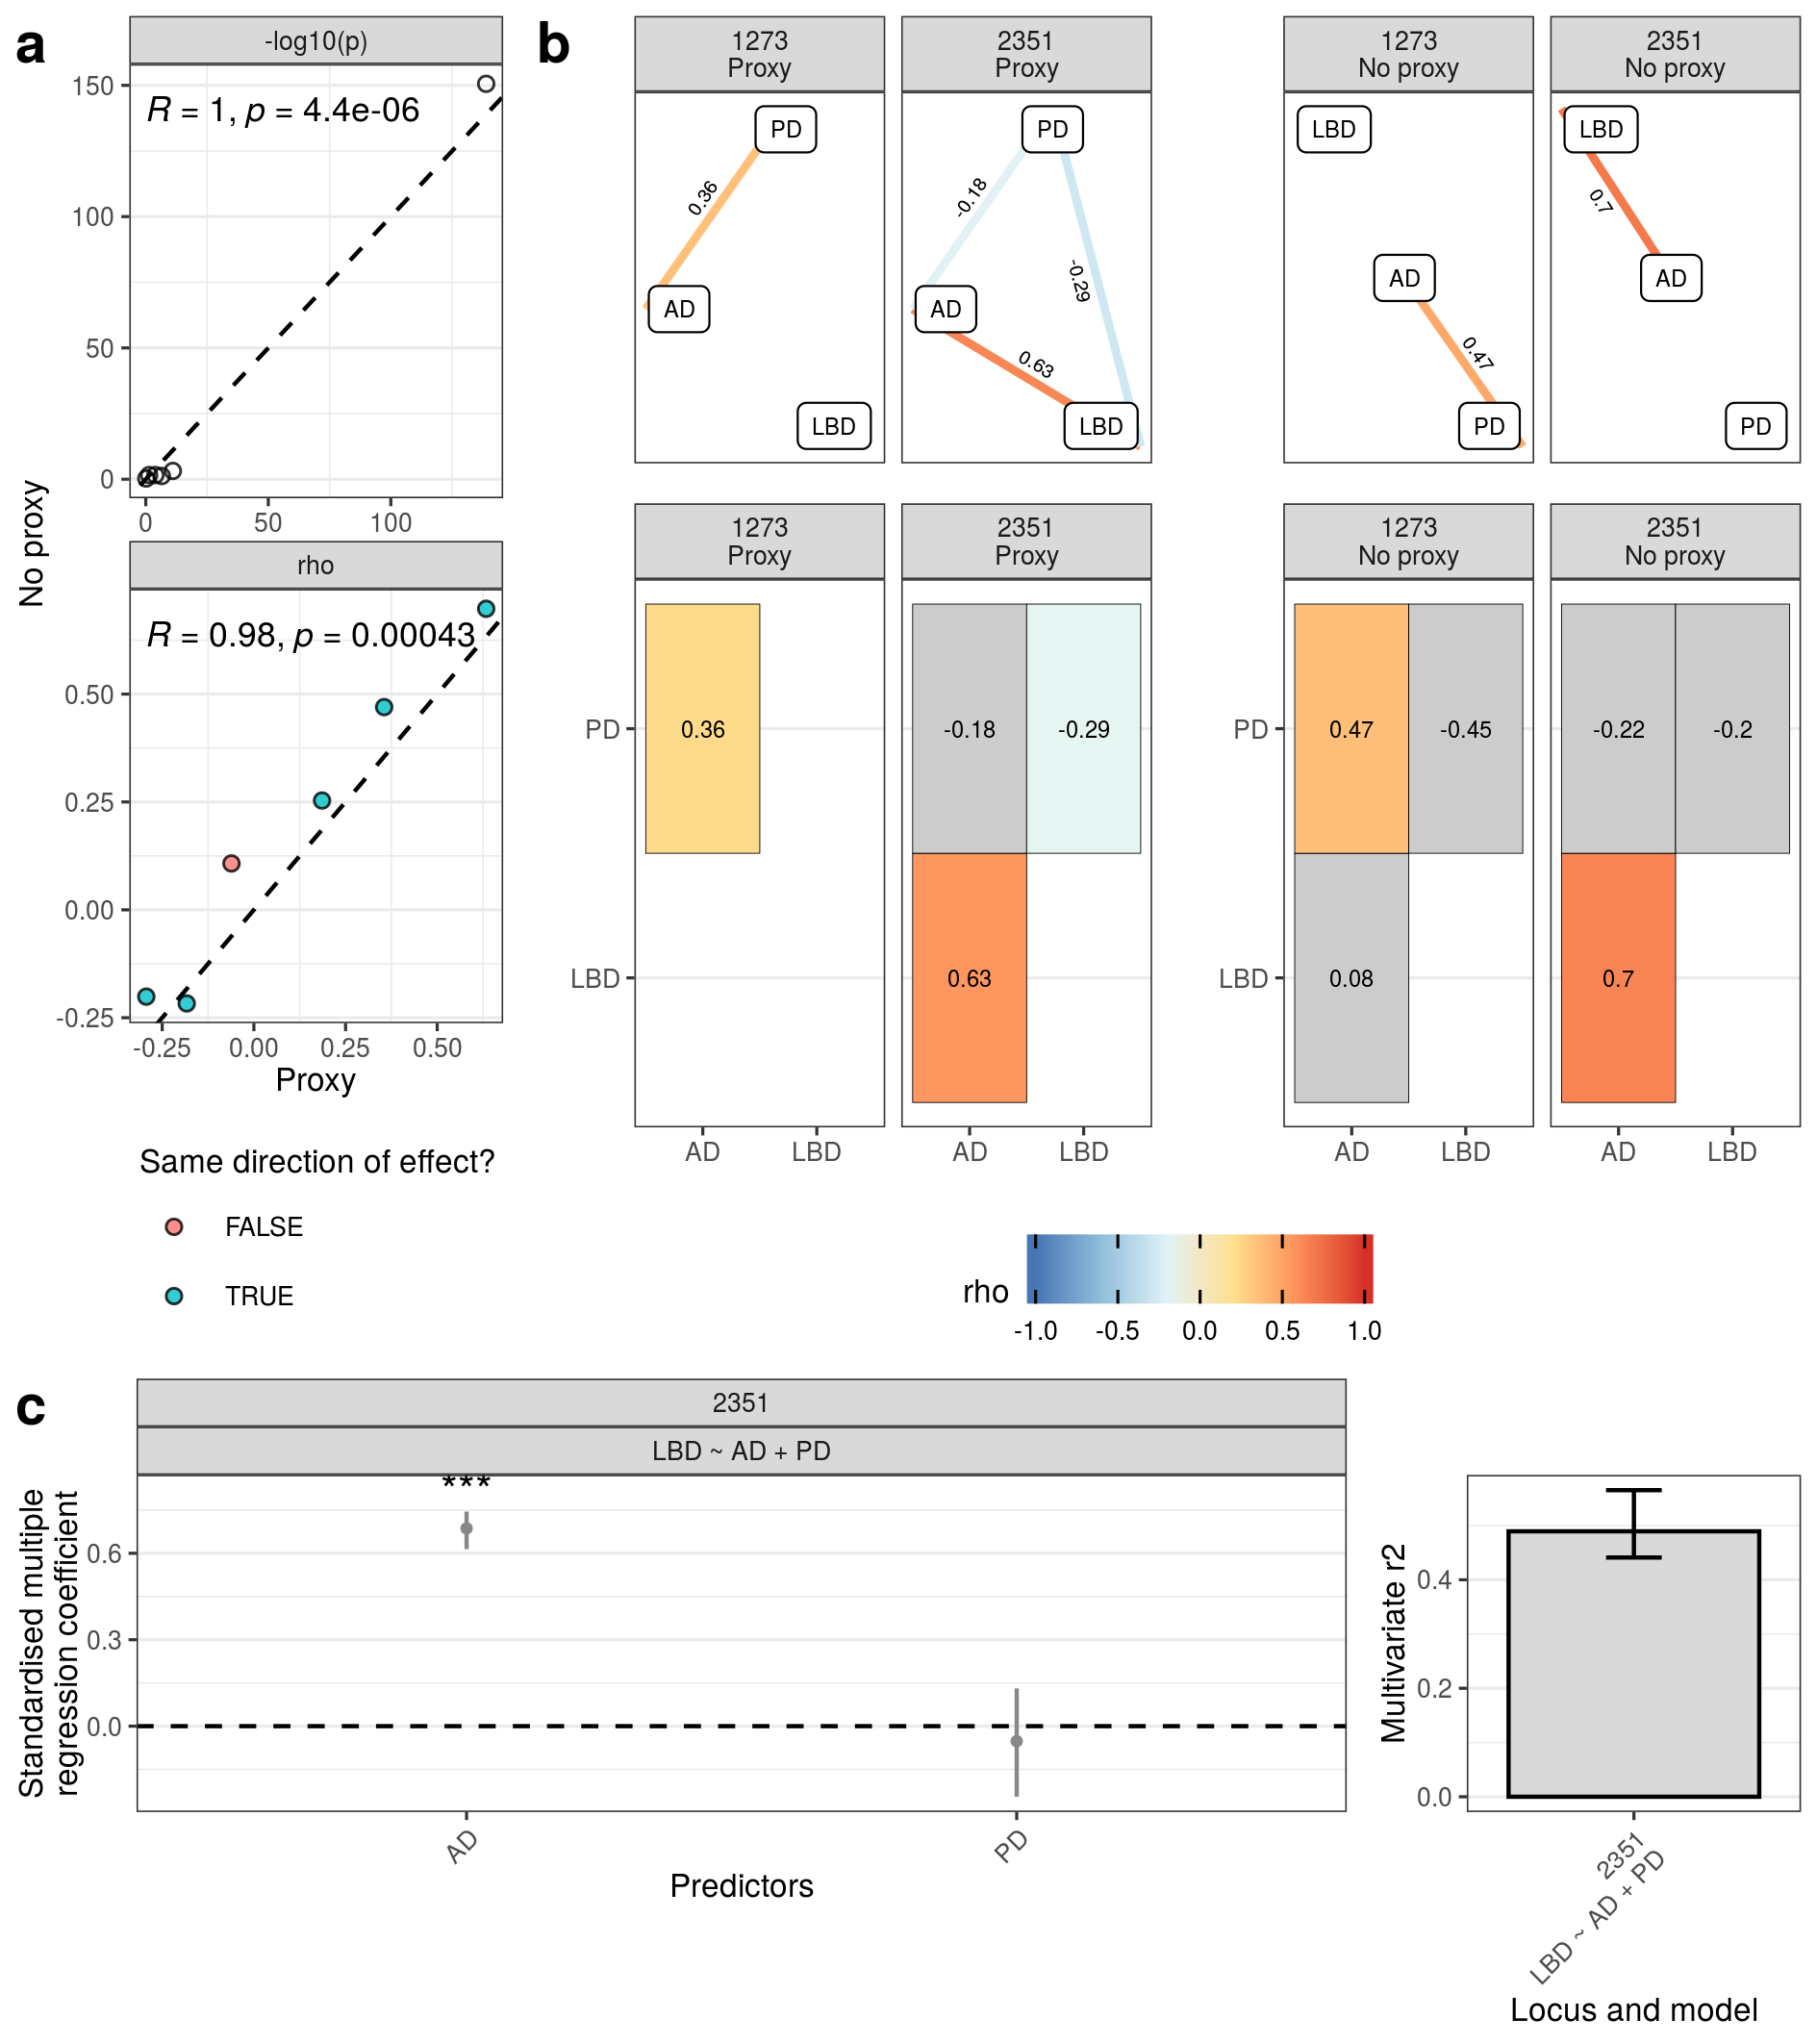 a
-log10(p)
R = 1, p = 4.4e-06
150
100
50
0
0
50
100
rho
R = 0.98, p = 0.00043
0.50
0.25
0.00
-0.25
-0.25
0.00
0.25
0.50
No proxy
Proxy
Same direction of effect?
FALSE
TRUE
b
1273
Proxy
PD
0.36
AD
LBD
2351
Proxy
PD
-0.18
-0.29
AD
0.63
LBD
1273
No proxy
LBD
AD
0.47
PD
2351
No proxy
LBD
0.7
AD
PD
1273
Proxy
2351
Proxy
PD
0.36
-0.18
-0.29
LBD
0.63
AD
LBD
AD
LBD
1273
No proxy
2351
No proxy
PD
0.47
-0.45
-0.22
-0.2
LBD
0.08
0.7
AD
LBD
AD
LBD
rho
-1.0
-0.5
0.0
0.5
1.0
c
2351
LBD ~ AD + PD
***
Standardised multiple
regression coefficient
0.6
0.3
0.0
AD
PD
Predictors
Multivariate r2
0.4
0.2
0.0
2351
LBD ~ AD + PD
Locus and model